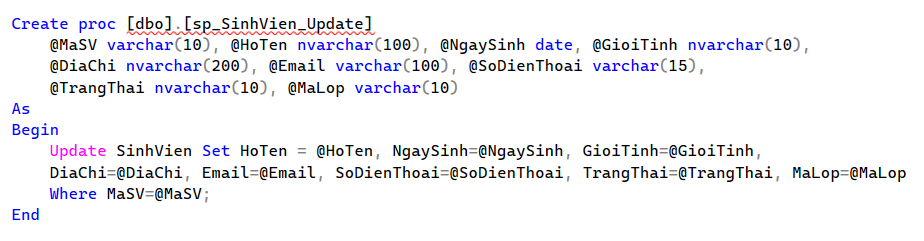 Create proc [dbo].[sp_SinhVien_Update]
@MaSV varchar(10), @HoTen nvarchar(100), @NgaySinh date, @GioiTinh nvarchar(10),
@DiaChi nvarchar(200), @Email varchar(100), @SoDienThoai varchar(15),
@TrangThai nvarchar(10), @MaLop varchar(10)
As
Begin
Update SinhVien Set HoTen = @HoTen, NgaySinh=@NgaySinh, GioiTinh=@GioiTinh,
DiaChi=@DiaChi, Email=@Email, SoDienThoai=@SoDienThoai, TrangThai=@TrangThai, MaLop=@MaLop
Where MaSV=@MaSV;
End